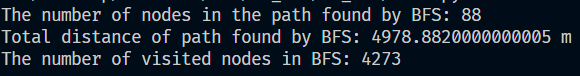 The number of nodes in the path found by BFS: 88
Total distance of path found by BFS: 4978.8820000000005 m
The number of visited nodes in BFS: 4273